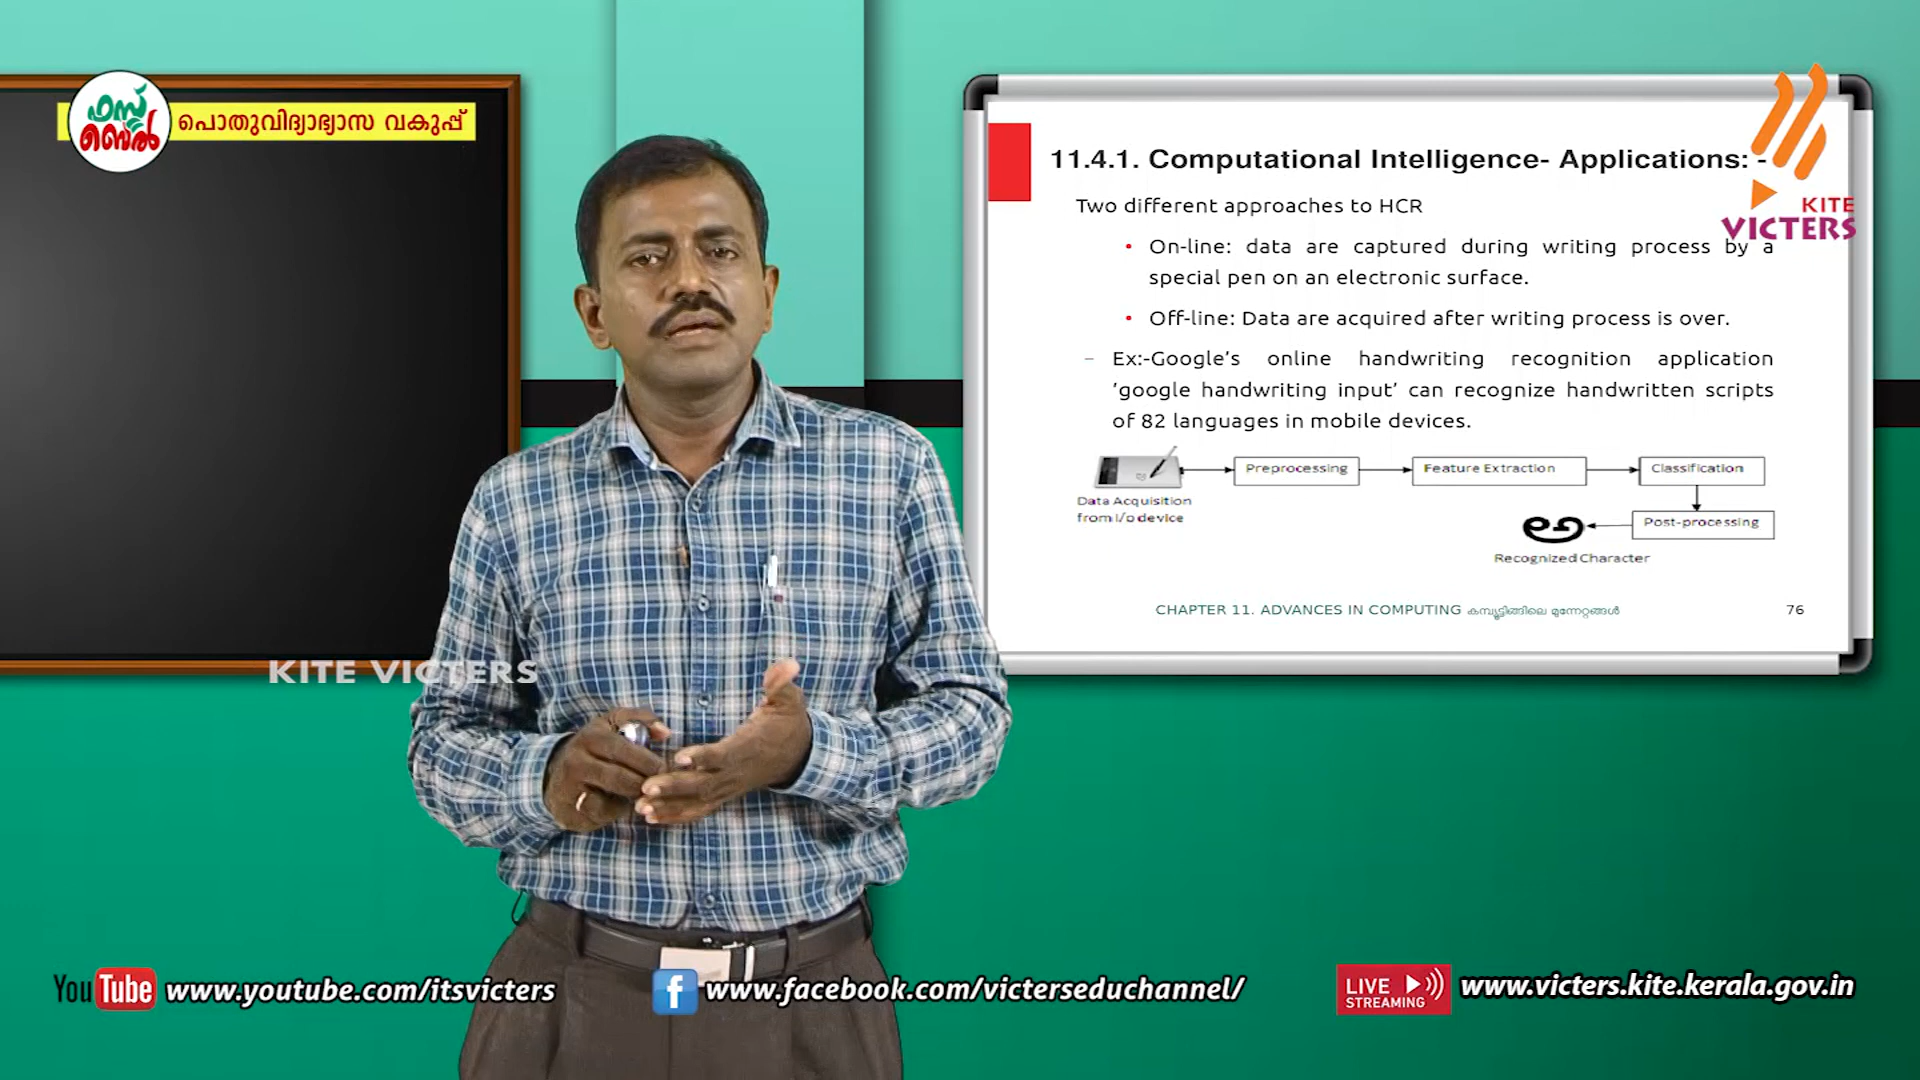 ഫസ്റ്റ്
ബെൽ
പൊതുവിദ്യാഭ്യാസ വകുപ്പ്
KITE
VICTERS
11.4.1. Computational Intelligence- Applications: -
Two different approaches to HCR
• On-line: data are captured during writing process by a
special pen on an electronic surface.
• Off-line: Data are acquired after writing process is over.
– Ex:-Google's online handwriting recognition application
'google handwriting input' can recognize handwritten scripts
of 82 languages in mobile devices.
Preprocessing
Feature Extraction
Classification
Data Acquisition
from I/o device
Post-processing
അ
Recognized Character
CHAPTER 11. ADVANCES IN COMPUTING കമ്പ്യൂട്ടിങ്ങിലെ മുന്നേറ്റങ്ങൾ 76
KITE VICTERS
You Tube www.youtube.com/itsvicters
f www.facebook.com/victerseduchannel/
LIVE
STREAMING
www.victers.kite.kerala.gov.in